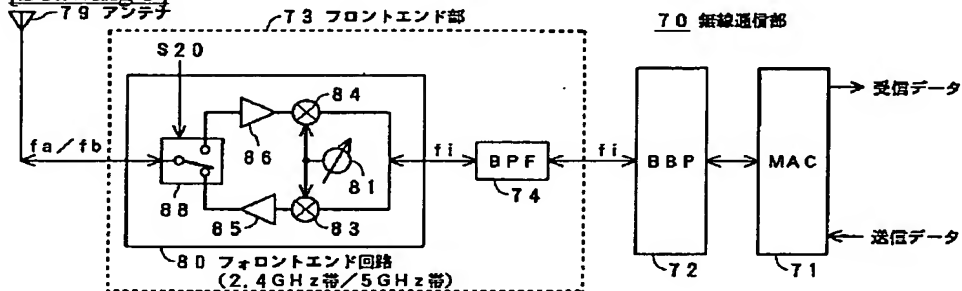 79 アンテナ
73 フロントエンド部
70 無線通信部
S20
84
86
fa/fb
81
fi
BPF
74
fi
BBP
72
MAC
71
受信データ
送信データ
88
85
83
80 フォロントエンド回路
(2.4GHz帯/5GHz帯)